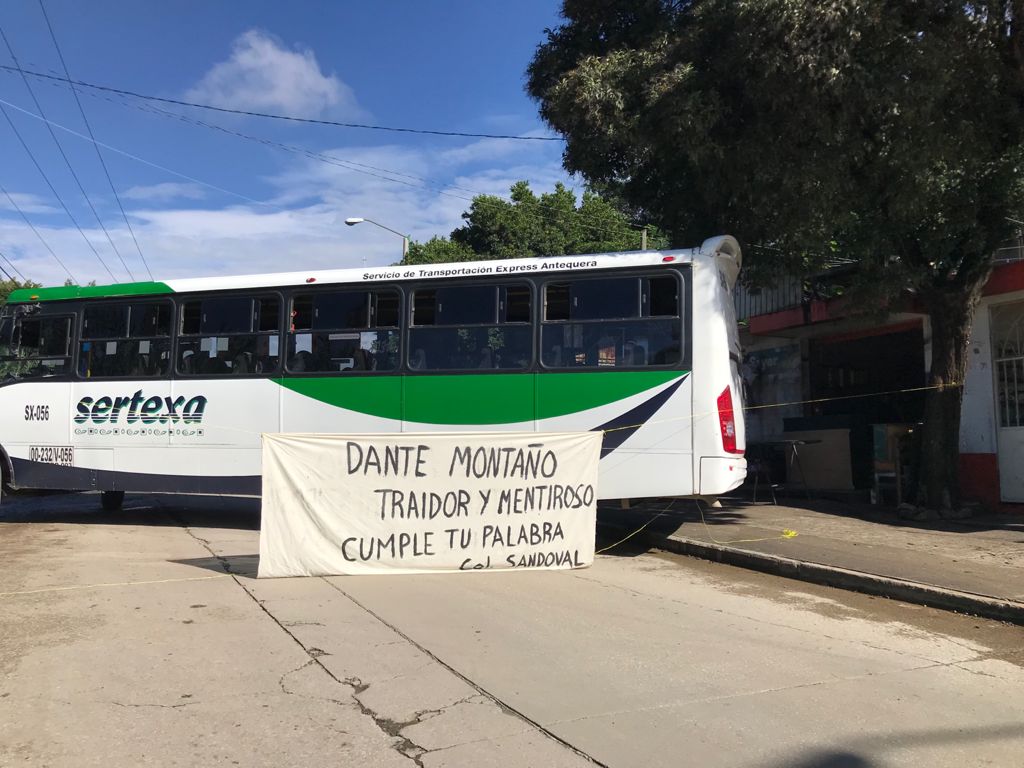 Servicio de Transportación Express Antequera
SX-056
sertexa
00-232/V-056
DANTE MONTAÑO
TRAIDOR Y MENTIROSO
CUMPLE TU PALABRA
Col. SANDOVAL